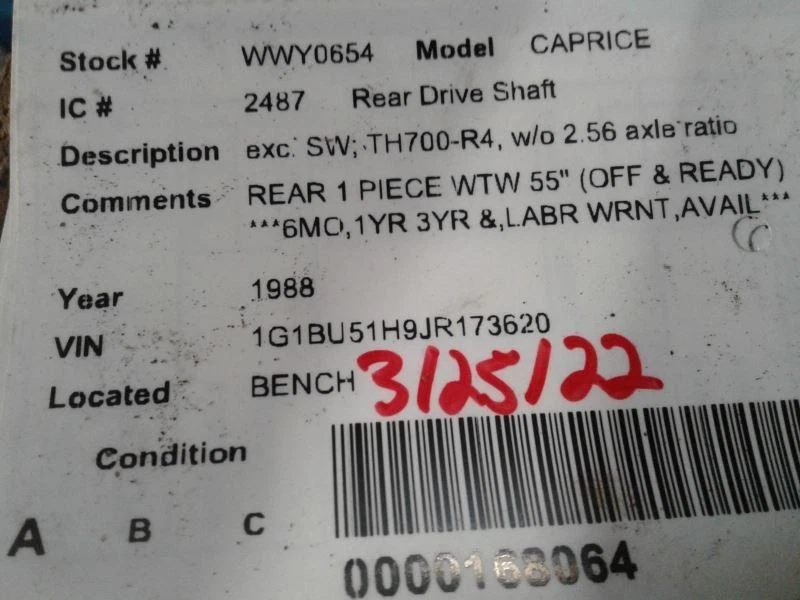 Stock # WWY0654 Model CAPRICE
IC # 2487 Rear Drive Shaft
Description exc. SW; TH700-R4, w/o 2.56 axle ratio
Comments REAR 1 PIECE WTW 55" (OFF & READY)
***6MO,1YR 3YR &,LABR WRNT,AVAIL***
Year 1988
VIN 1G1BU51H9JR173620
Located BENCH 3/25/22
Condition
A B C
0000168064